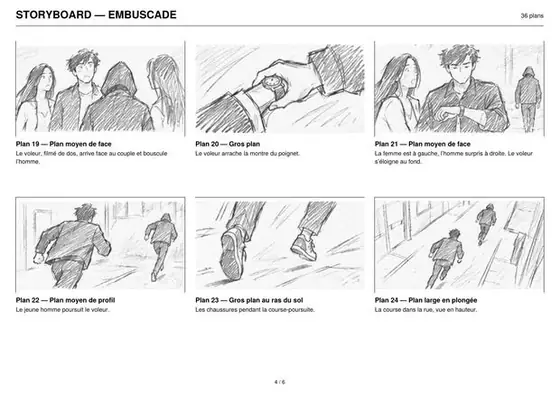 STORYBOARD — EMBUSCADE
36 plans
Plan 19 — Plan moyen de face
Le voleur, filmé de dos, arrive face au couple et bouscule
l'homme.
Plan 20 — Gros plan
Le voleur arrache la montre du poignet.
Plan 21 — Plan moyen de face
La femme est à gauche, l'homme surpris à droite. Le voleur
s'éloigne au fond.
Plan 22 — Plan moyen de profil
Le jeune homme poursuit le voleur.
Plan 23 — Gros plan au ras du sol
Les chaussures pendant la course-poursuite.
Plan 24 — Plan large en plongée
La course dans la rue, vue en hauteur.
4 / 6